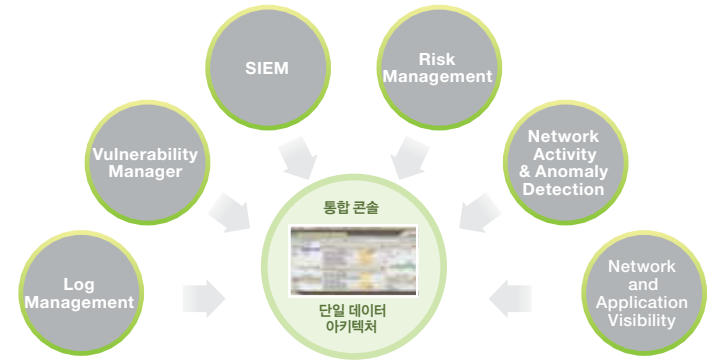 SIEM
Risk
Management
Vulnerability
Manager
Network
Activity
& Anomaly
Detection
통합 콘솔
Log
Management
단일 데이터
아키텍처
Network
and
Application
Visibility